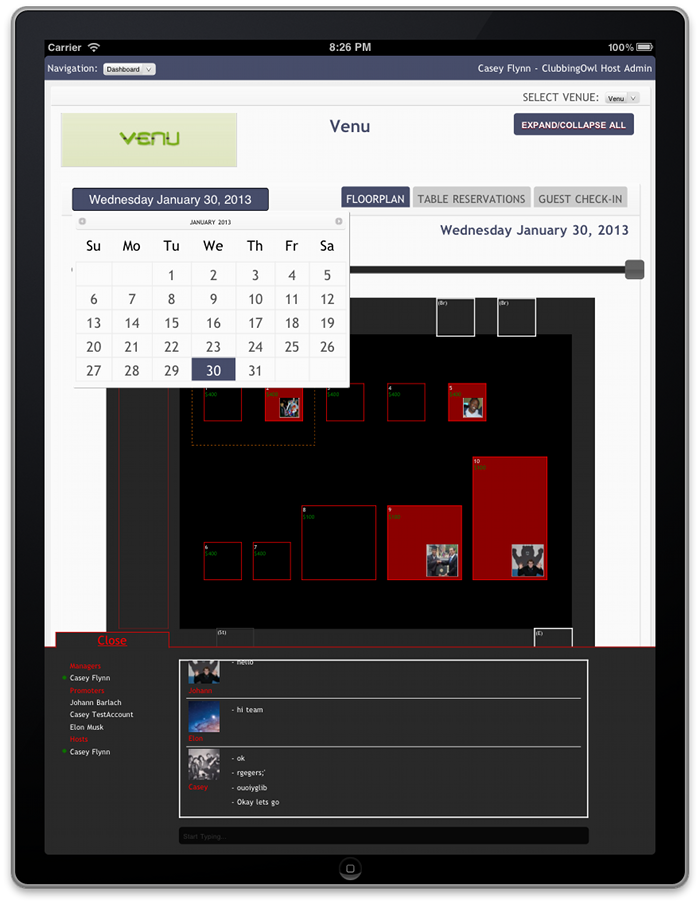 Carrier 8:26 PM 100%
Navigation: Dashboard Casey Flynn - ClubbingOwl Host Admin
SELECT VENUE: Venu
VENU
Venu
EXPAND/COLLAPSE ALL
Wednesday January 30, 2013
FLOORPLAN TABLE RESERVATIONS GUEST CHECK-IN
JANUARY 2013
Su Mo Tu We Th Fr Sa
1 2 3 4 5
6 7 8 9 10 11 12
13 14 15 16 17 18 19
20 21 22 23 24 25 26
27 28 29 30 31
Wednesday January 30, 2013
(Br) (Br)
4 5
$400
8 9 10
6 7
$400 $400
(St) (E)
Close
Managers
Casey Flynn
Promoters
Johann Barlach
Casey TestAccount
Elon Musk
Hosts
Casey Flynn
- hello
Johann
- hi team
Elon
- ok
- rgegers;'
- ouoiyglib
- Okay lets go
Casey
Start Typing...